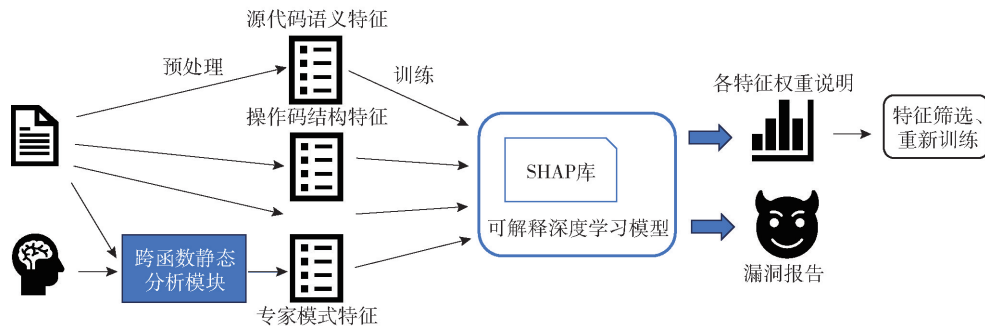 源代码语义特征
预处理
训练
操作码结构特征
各特征权重说明
特征筛选、
重新训练
SHAP库
可解释深度学习模型
跨函数静态
分析模块
漏洞报告
专家模式特征